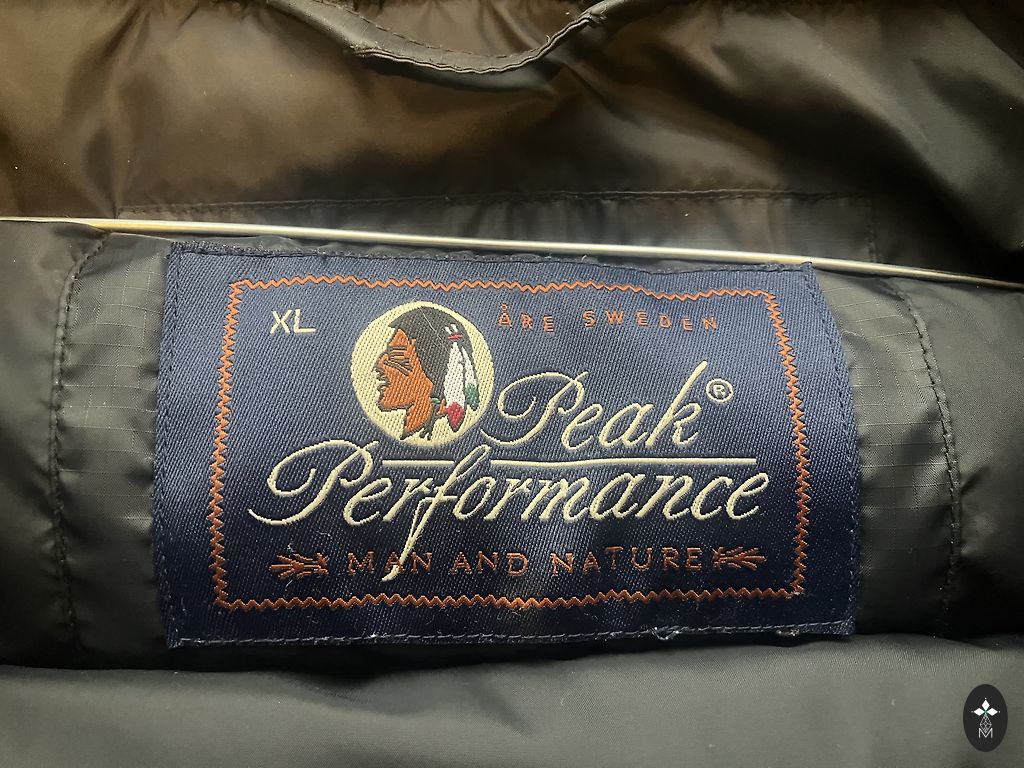 XL
ÅRE SWEDEN
Peak®
Performance
MAN AND NATURE
M